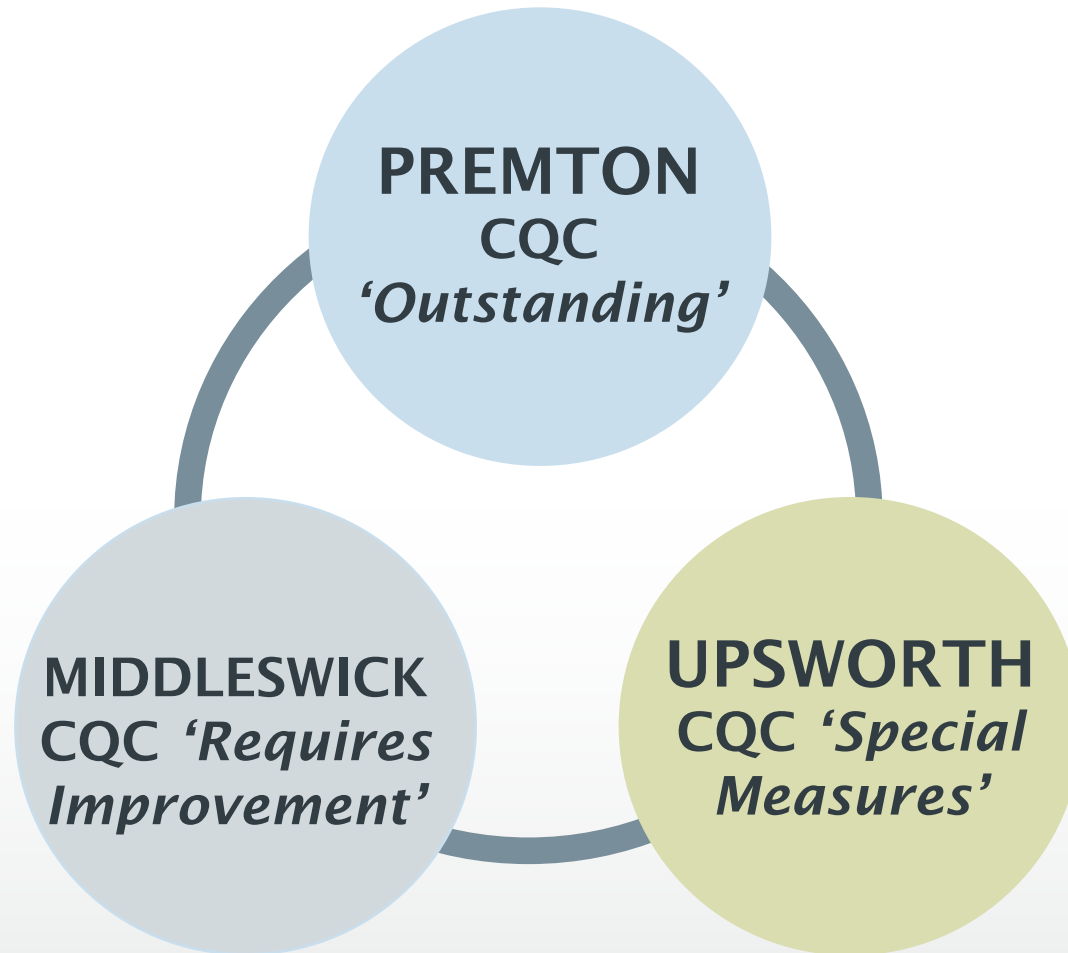 PREMTON
CQC
‘Outstanding’
MIDDLESWICK
CQC ‘Requires
Improvement’
UPSWORTH
CQC ‘Special
Measures’